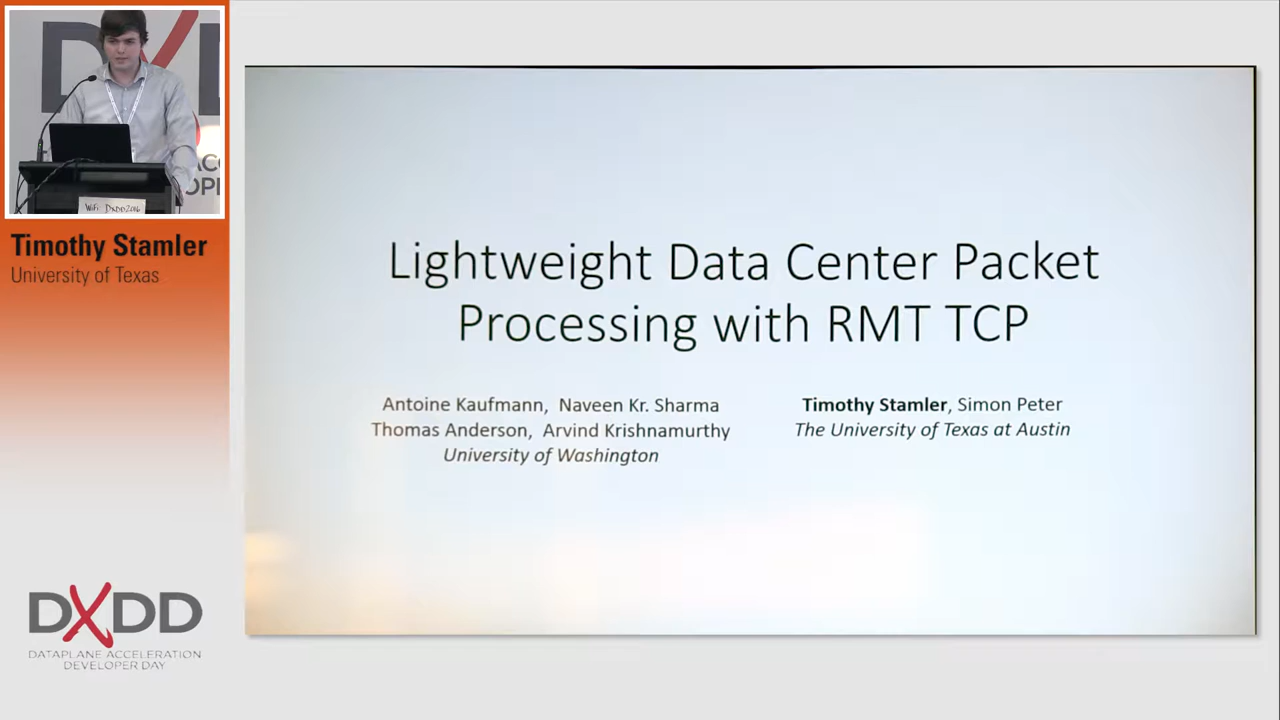 WiFi: DXDD2016
Timothy Stamler
University of Texas
Lightweight Data Center Packet
Processing with RMT TCP
Antoine Kaufmann, Naveen Kr. Sharma
Thomas Anderson, Arvind Krishnamurthy
University of Washington
Timothy Stamler, Simon Peter
The University of Texas at Austin
DXDD
DATAPLANE ACCELERATION
DEVELOPER DAY